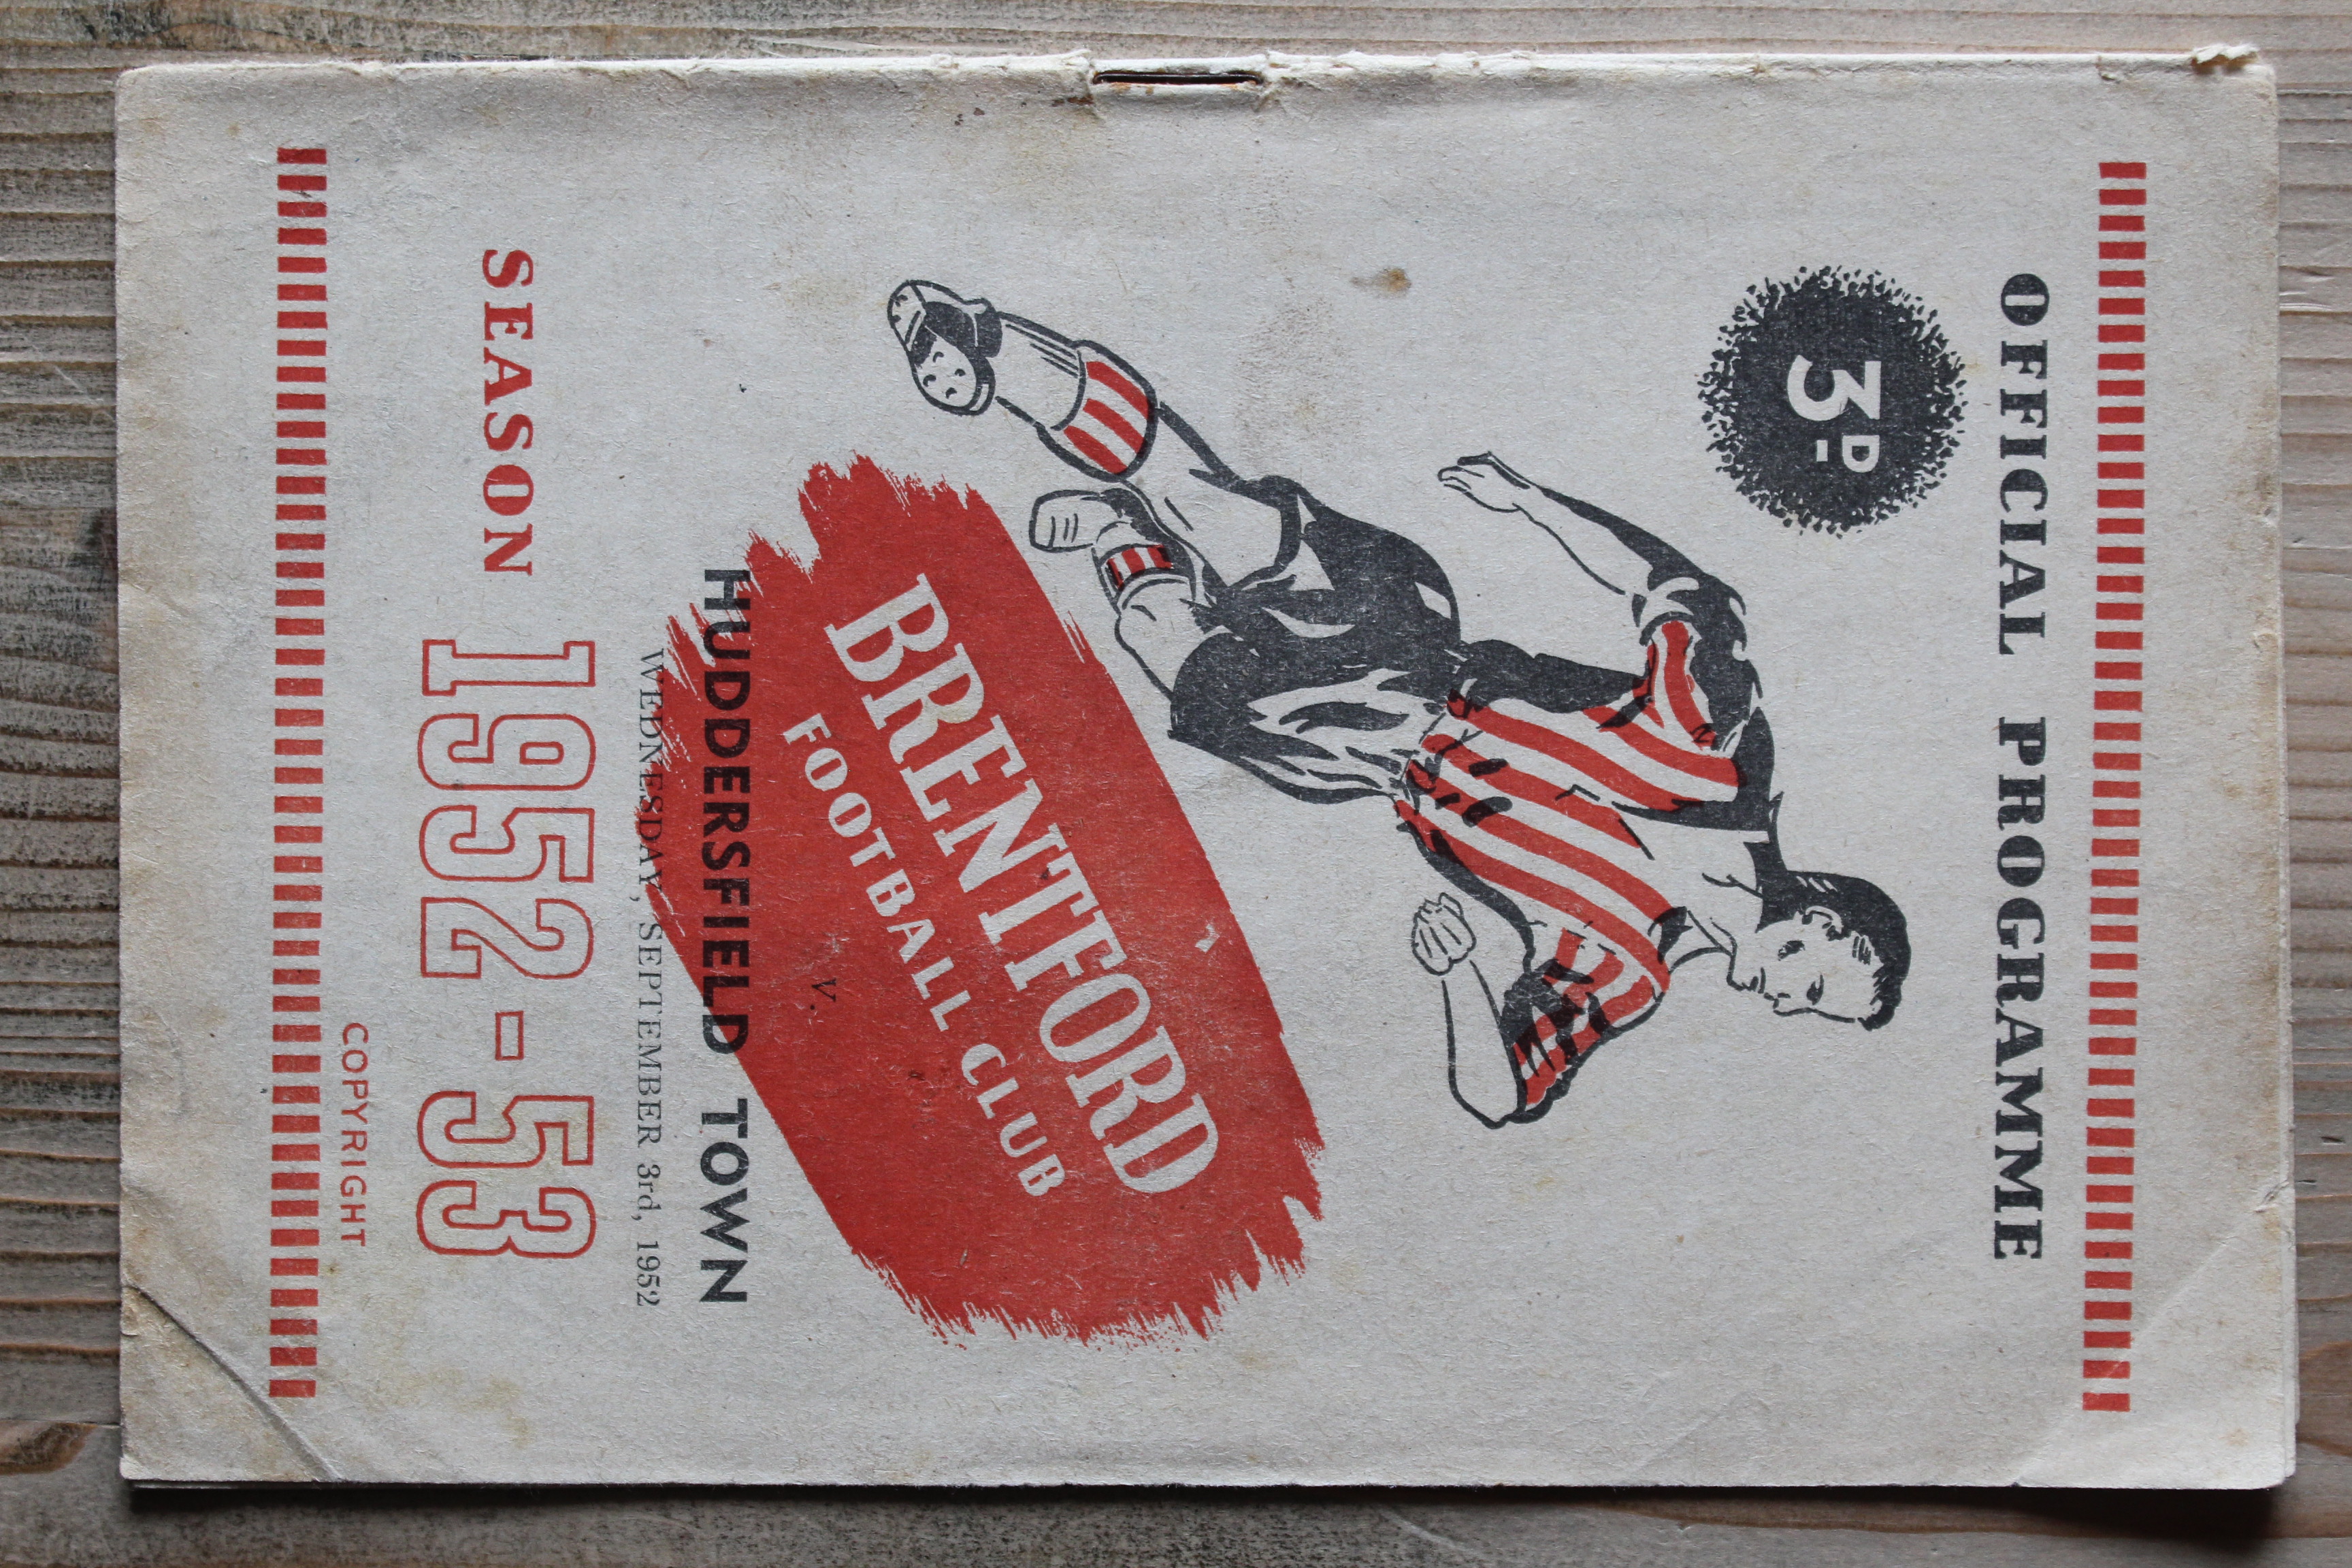 OFFICIAL PROGRAMME
3D-
BRENTFORD
FOOTBALL CLUB
v.
HUDDERSFIELD TOWN
WEDNESDAY, SEPTEMBER 3rd, 1952
SEASON 1952-53
COPYRIGHT